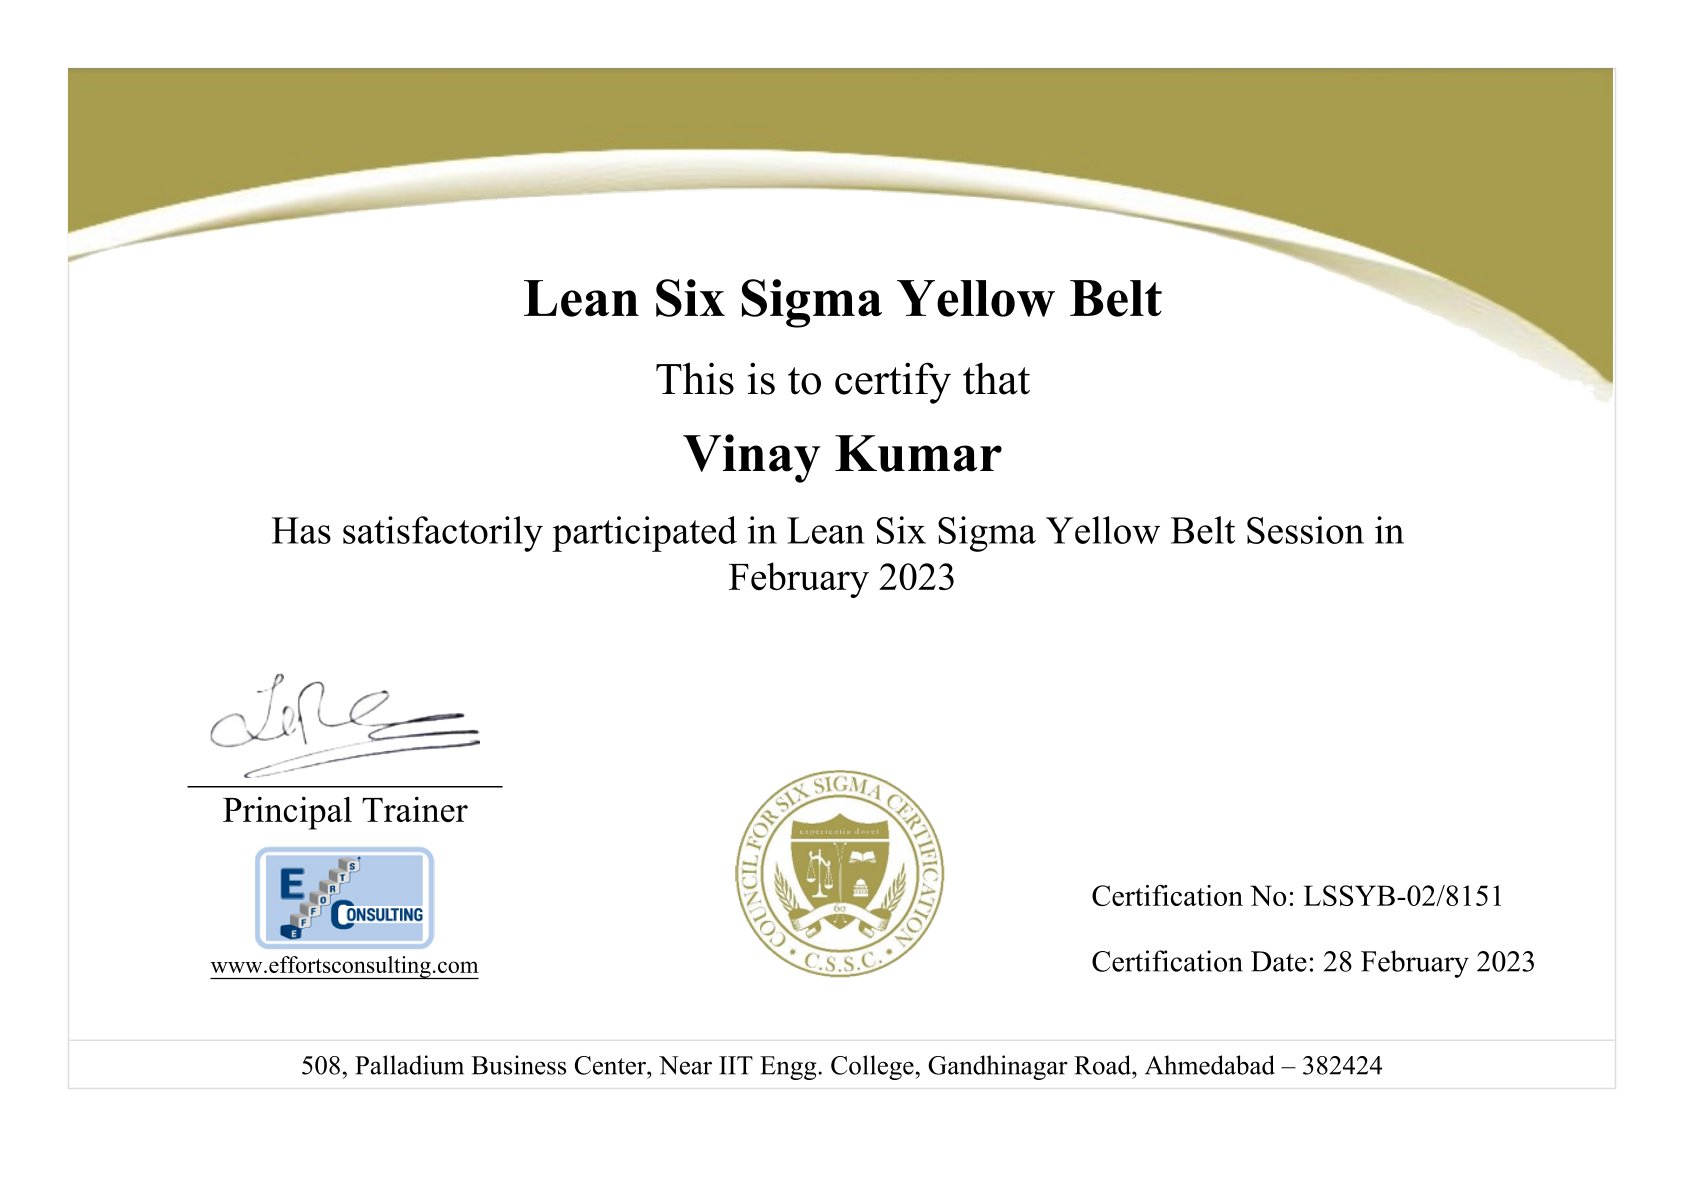 Lean Six Sigma Yellow Belt
This is to certify that
Vinay Kumar
Has satisfactorily participated in Lean Six Sigma Yellow Belt Session in
February 2023
Principal Trainer
EFFORTS
CONSULTING
www.effortsconsulting.com
COUNCIL FOR SIX SIGMA CERTIFICATION
experientia docet
6σ
• C.S.S.C. •
Certification No: LSSYB-02/8151
Certification Date: 28 February 2023
508, Palladium Business Center, Near IIT Engg. College, Gandhinagar Road, Ahmedabad – 382424